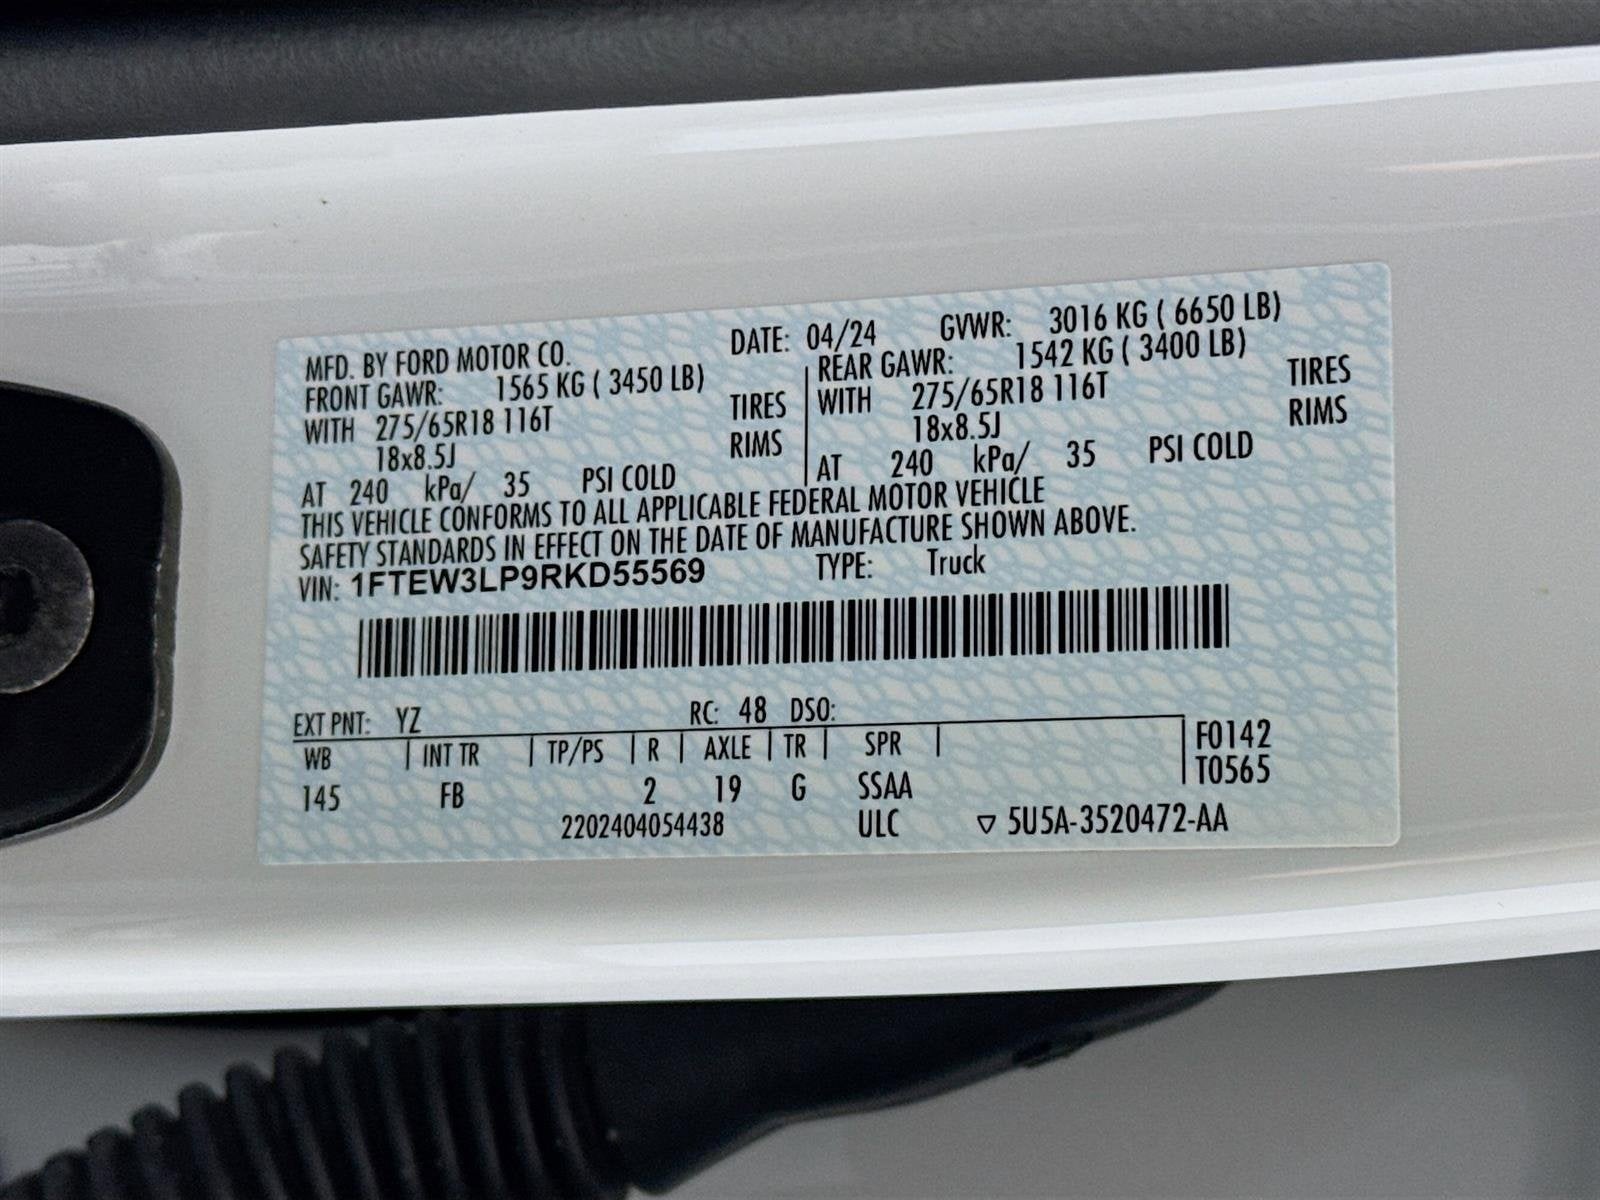 MFD. BY FORD MOTOR CO. DATE: 04/24 GVWR: 3016 KG ( 6650 LB)
FRONT GAWR: 1565 KG ( 3450 LB) REAR GAWR: 1542 KG ( 3400 LB)
WITH 275/65R18 116T TIRES WITH 275/65R18 116T TIRES
18x8.5J RIMS 18x8.5J RIMS
AT 240 kPa/ 35 PSI COLD AT 240 kPa/ 35 PSI COLD
THIS VEHICLE CONFORMS TO ALL APPLICABLE FEDERAL MOTOR VEHICLE
SAFETY STANDARDS IN EFFECT ON THE DATE OF MANUFACTURE SHOWN ABOVE.
VIN: 1FTEW3LP9RKD55569 TYPE: Truck
EXT PNT: YZ RC: 48 DSO:
WB | INT TR | TP/PS | R | AXLE | TR | SPR | F0142
145 FB 2 19 G SSAA T0565
2202404054438 ULC ▽ 5U5A-3520472-AA